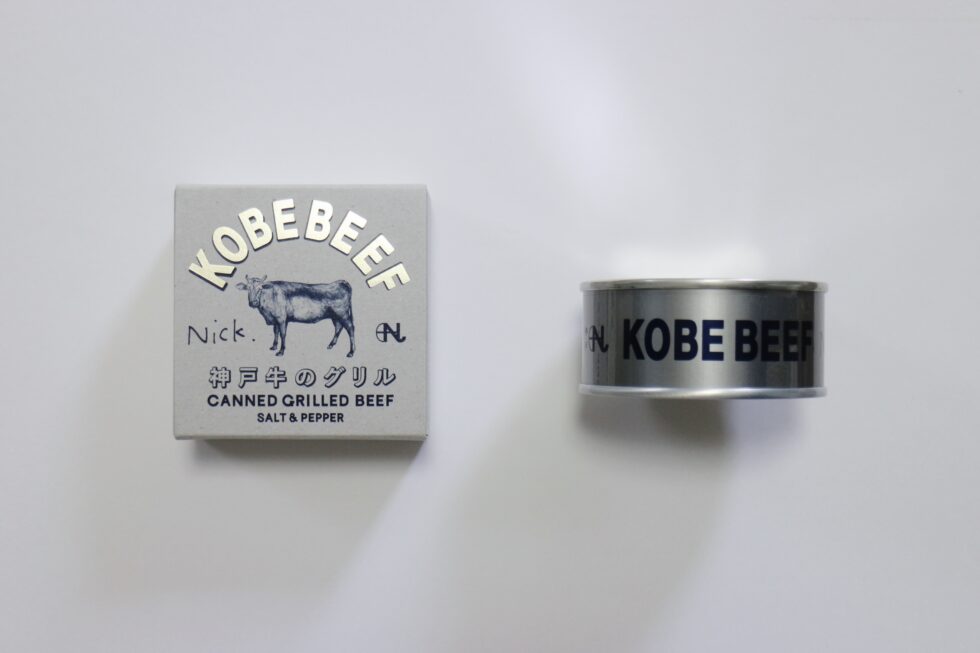 KOBE BEEF
Nick.
神戸牛のグリル
CANNED GRILLED BEEF
SALT & PEPPER
KOBE BEEF